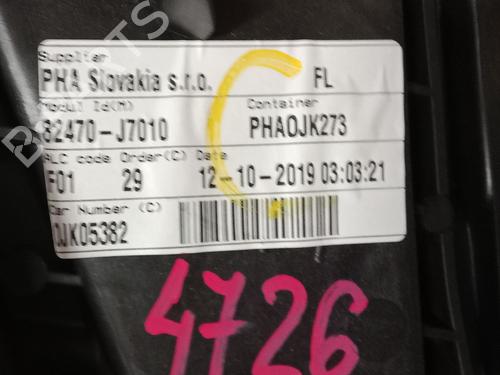 Supplier
PHA Slovakia s.r.o. FL
Modul Id(M) Container
82470-J7010 PHAOJK273
ALC code Order(C) Date
F01 29 12-10-2019 03:03:21
Car Number (C)
OJK05382
4726